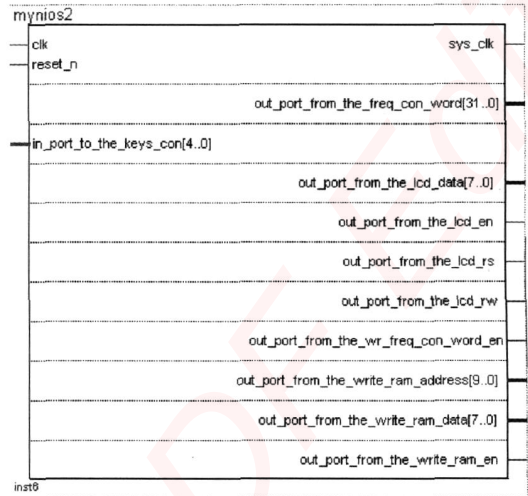 mynios2
clk sys_clk
reset_n
out_port_from_the_freq_con_word[31..0]
in_port_to_the_keys_con[4..0]
out_port_from_the_lcd_data[7..0]
out_port_from_the_lcd_en
out_port_from_the_lcd_rs
out_port_from_the_lcd_rw
out_port_from_the_wr_freq_con_word_en
out_port_from_the_write_ram_address[9..0]
out_port_from_the_write_ram_data[7..0]
out_port_from_the_write_ram_en
inst6